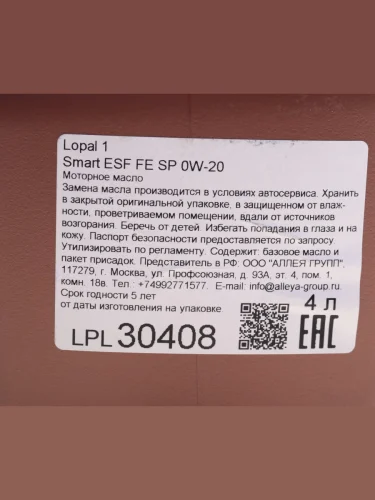 Lopal 1
Smart ESF FE SP 0W-20
Моторное масло
Замена масла производится в условиях автосервиса. Хранить
в закрытой оригинальной упаковке, в защищенном от влаж-
ности, проветриваемом помещении, вдали от источников
возгорания. Беречь от детей. Избегать попадания в глаза и на
кожу. Паспорт безопасности предоставляется по запросу.
Утилизировать по регламенту. Содержит: базовое масло и
пакет присадок. Представитель в РФ: ООО "АЛЛЕЯ ГРУПП",
117279, г. Москва, ул. Профсоюзная, д. 93А, эт. 4, пом. 1,
комн. 18в. Тел.: +74992771577. E-mail: info@alleya-group.ru.
Срок годности 5 лет
от даты изготовления на упаковке
4 л
LPL 30408
EAC